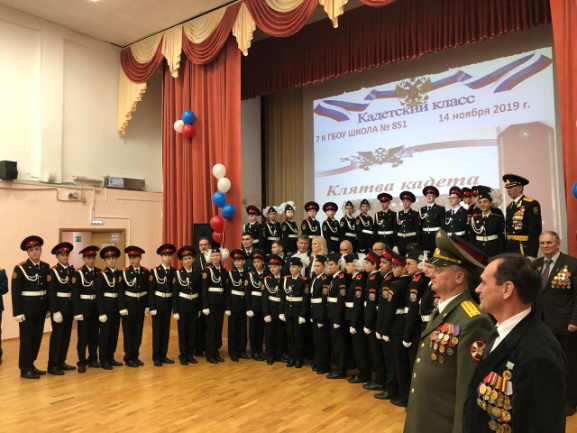 Кадетский класс
7 К ГБОУ ШКОЛА № 851 14 ноября 2019 г.
Клятва кадета